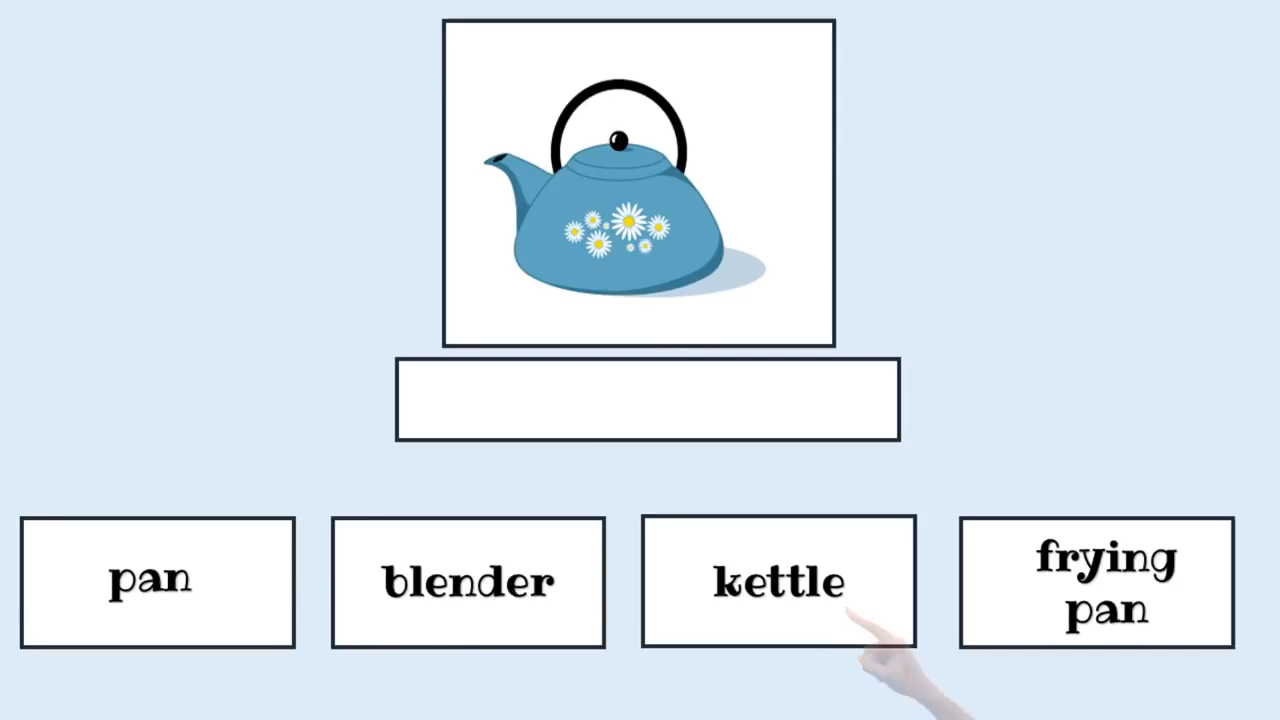 pan
blender
kettle
frying
pan